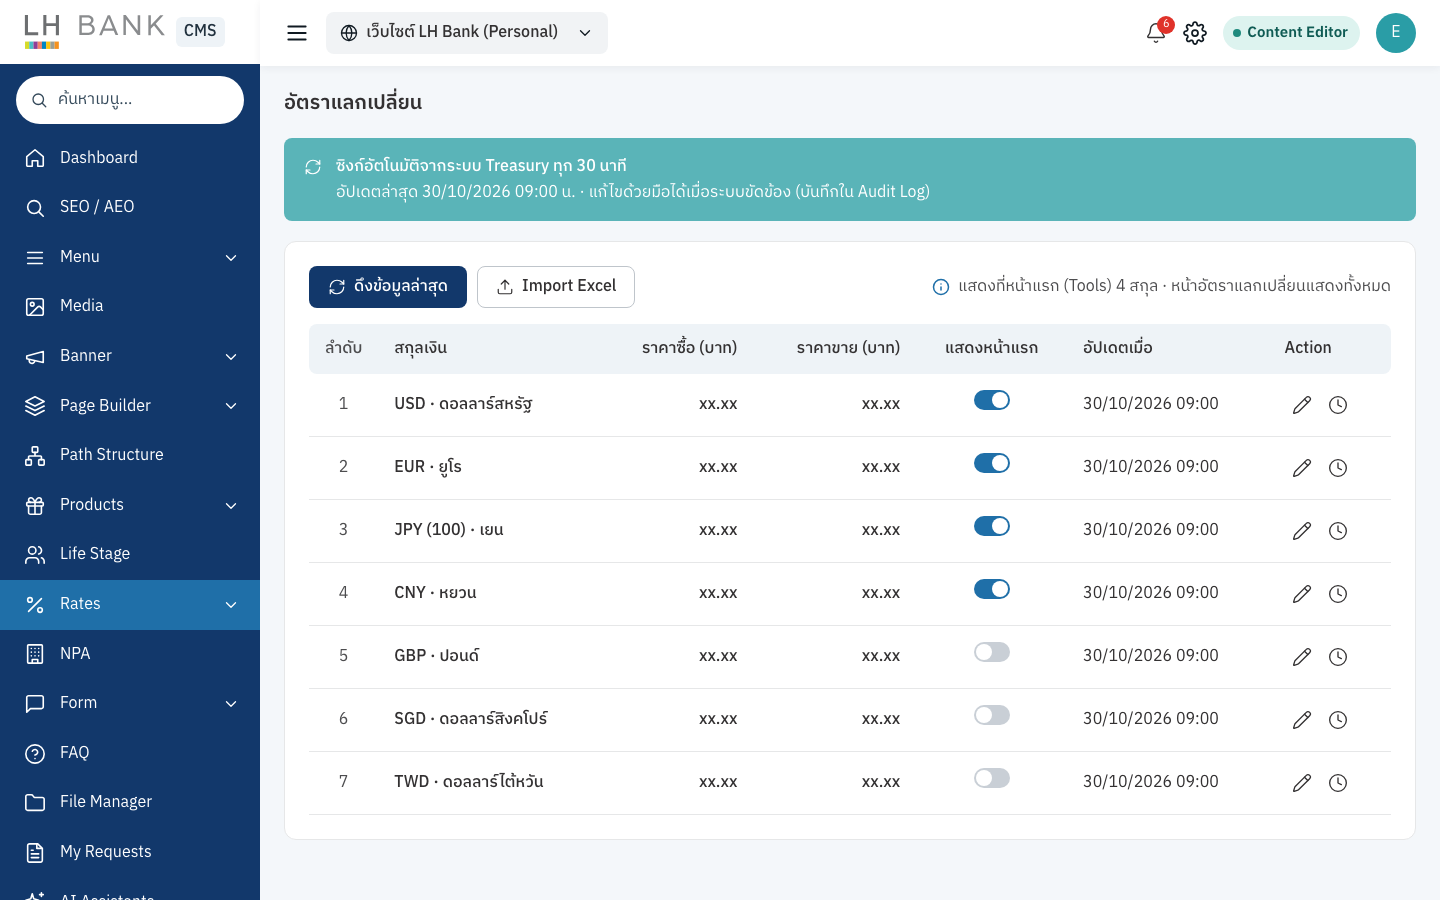 LH BANK CMS
เว็บไซต์ LH Bank (Personal)
6
Content Editor
E
ค้นหาเมนู...
Dashboard
SEO / AEO
Menu
Media
Banner
Page Builder
Path Structure
Products
Life Stage
Rates
NPA
Form
FAQ
File Manager
My Requests
AI Assistants
อัตราแลกเปลี่ยน
ซิงก์อัตโนมัติจากระบบ Treasury ทุก 30 นาที
อัปเดตล่าสุด 30/10/2026 09:00 น. · แก้ไขด้วยมือได้เมื่อระบบขัดข้อง (บันทึกใน Audit Log)
ดึงข้อมูลล่าสุด
Import Excel
แสดงที่หน้าแรก (Tools) 4 สกุล · หน้าอัตราแลกเปลี่ยนแสดงทั้งหมด
ลำดับ สกุลเงิน ราคาซื้อ (บาท) ราคาขาย (บาท) แสดงหน้าแรก อัปเดตเมื่อ Action
1 USD · ดอลลาร์สหรัฐ xx.xx xx.xx 30/10/2026 09:00
2 EUR · ยูโร xx.xx xx.xx 30/10/2026 09:00
3 JPY (100) · เยน xx.xx xx.xx 30/10/2026 09:00
4 CNY · หยวน xx.xx xx.xx 30/10/2026 09:00
5 GBP · ปอนด์ xx.xx xx.xx 30/10/2026 09:00
6 SGD · ดอลลาร์สิงคโปร์ xx.xx xx.xx 30/10/2026 09:00
7 TWD · ดอลลาร์ไต้หวัน xx.xx xx.xx 30/10/2026 09:00